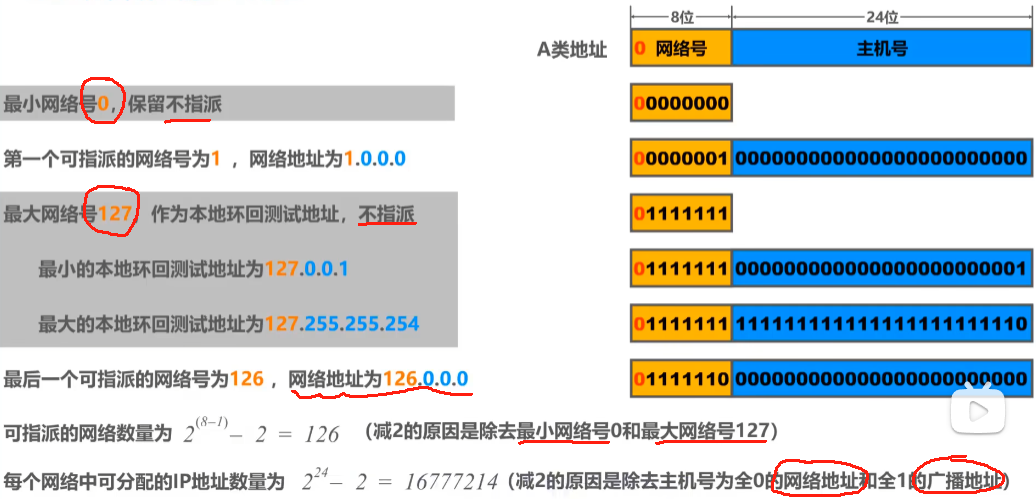 8位 24位
A类地址 0 网络号 主机号
最小网络号0，保留不指派 00000000
第一个可指派的网络号为1 ，网络地址为1.0.0.0 00000001 000000000000000000000000
最大网络号127，作为本地环回测试地址，不指派 01111111
最小的本地环回测试地址为127.0.0.1 01111111 000000000000000000000001
最大的本地环回测试地址为127.255.255.254 01111111 111111111111111111111110
最后一个可指派的网络号为126 ，网络地址为126.0.0.0 01111110 000000000000000000000000
可指派的网络数量为 2^(8–1) – 2 = 126 （减2的原因是除去最小网络号0和最大网络号127）
每个网络中可分配的IP地址数量为 2^24 – 2 = 16777214（减2的原因是除去主机号为全0的网络地址和全1的广播地址）